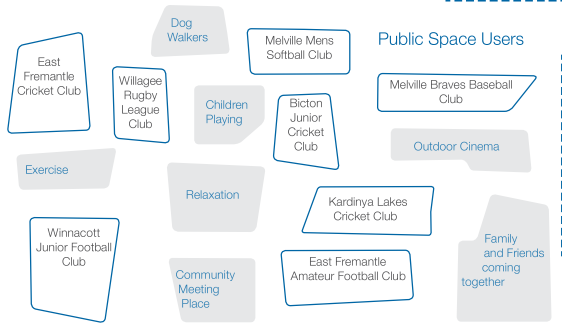 Public Space Users
Dog
Walkers
Melville Mens
Softball Club
East
Fremantle
Cricket Club
Willagee
Rugby
League
Club
Children
Playing
Bicton
Junior
Cricket
Club
Melville Braves Baseball
Club
Outdoor Cinema
Exercise
Relaxation
Kardinya Lakes
Cricket Club
Winnacott
Junior Football
Club
Community
Meeting
Place
East Fremantle
Amateur Football Club
Family
and Friends
coming
together